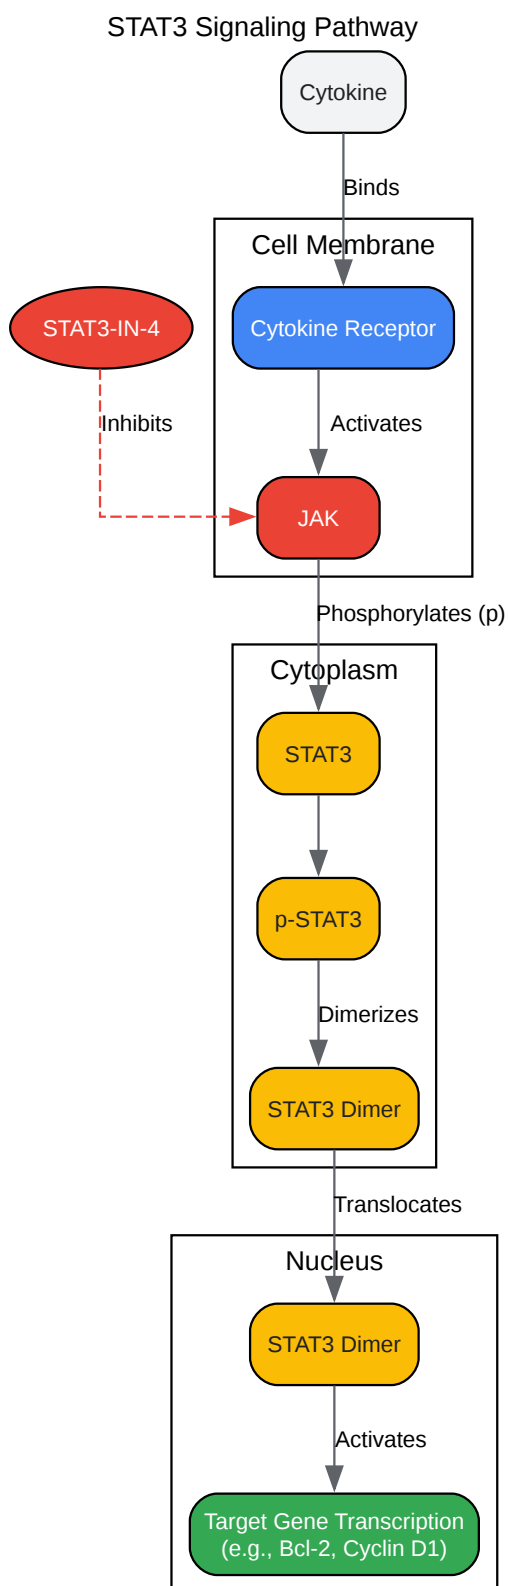 STAT3 Signaling Pathway
Cytokine
Binds
Cell Membrane
STAT3-IN-4
Cytokine Receptor
Inhibits
Activates
JAK
Phosphorylates (p)
Cytoplasm
STAT3
p-STAT3
Dimerizes
STAT3 Dimer
Translocates
Nucleus
STAT3 Dimer
Activates
Target Gene Transcription
(e.g., Bcl-2, Cyclin D1)